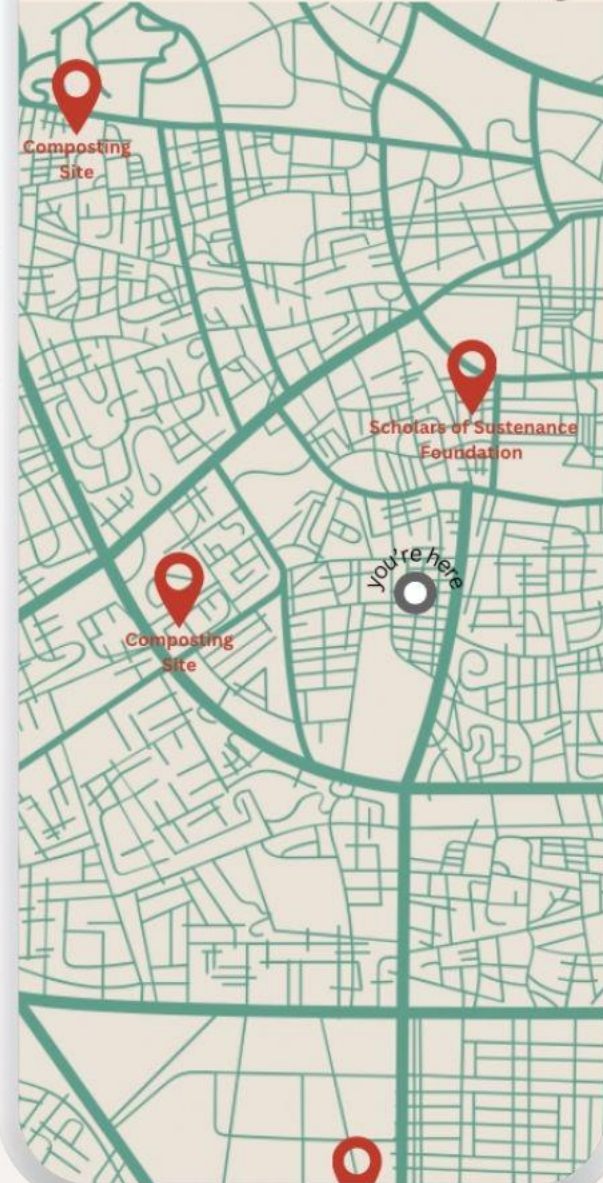 Composting
Site
Scholars of Sustenance
Foundation
you're here
Composting
Site